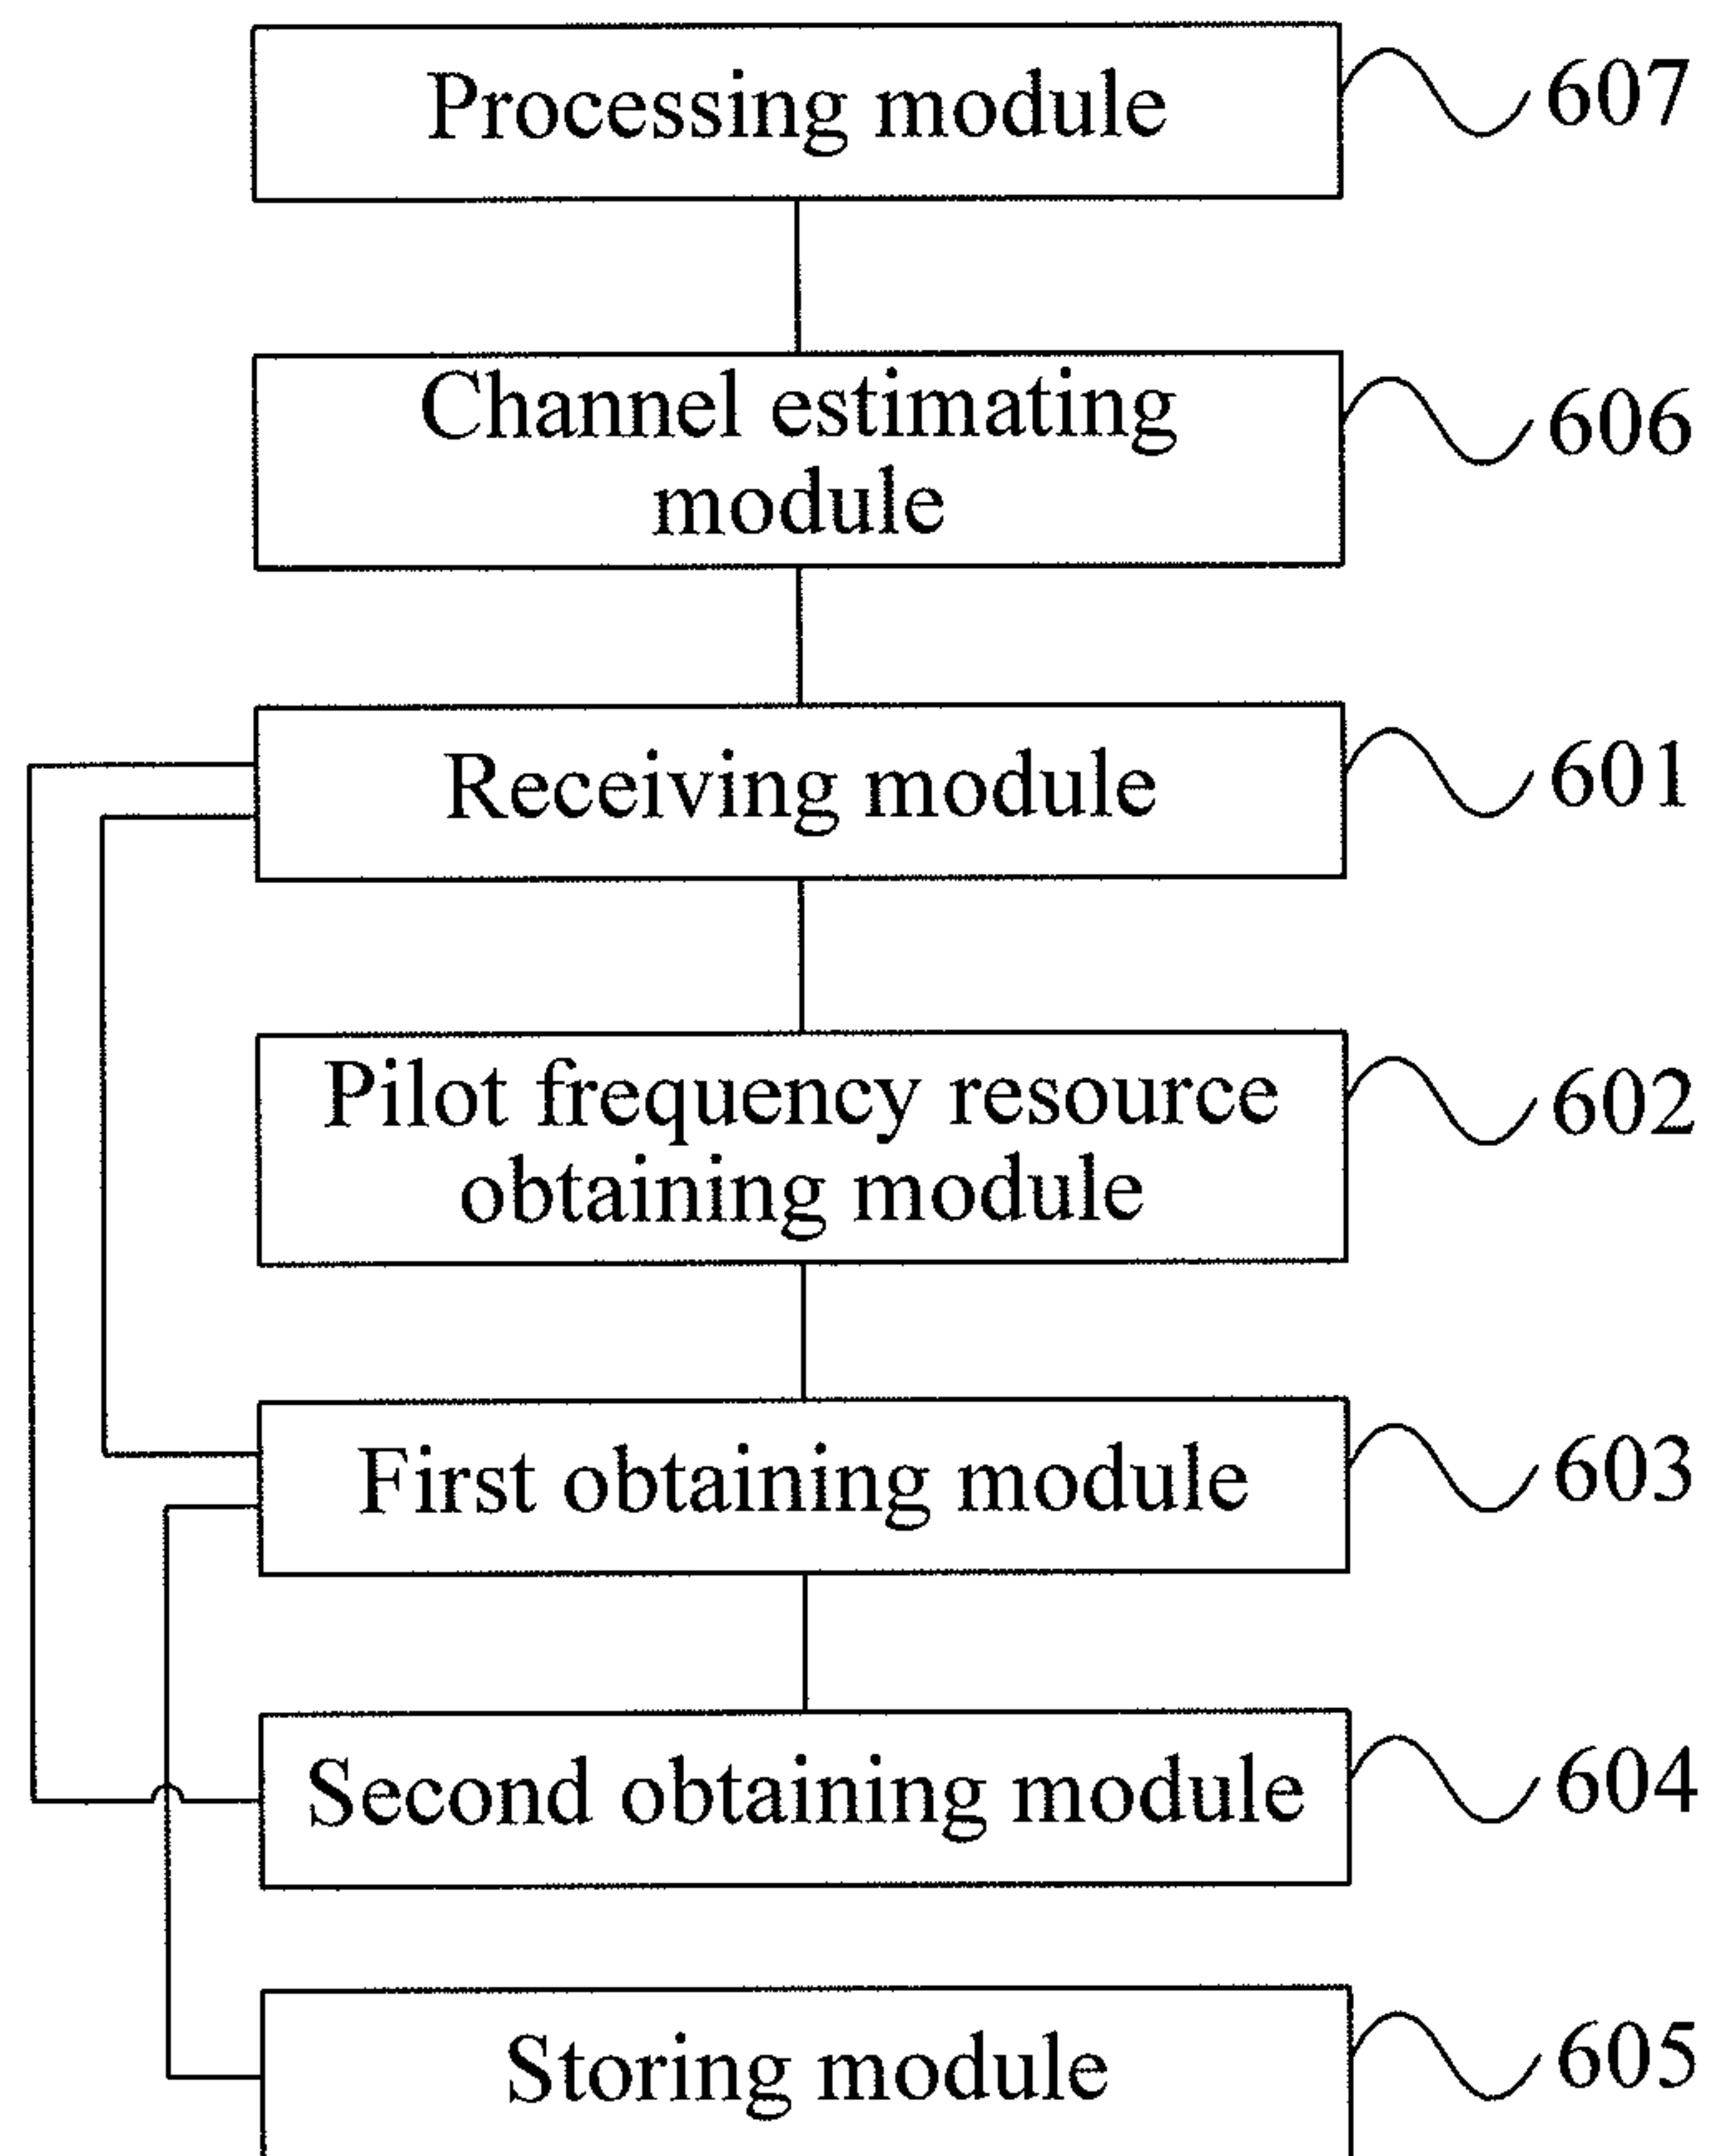 Processing module
607
Channel estimating
module
606
Receiving module
601
Pilot frequency resource
obtaining module
602
First obtaining module
603
Second obtaining module
604
Storing module
605